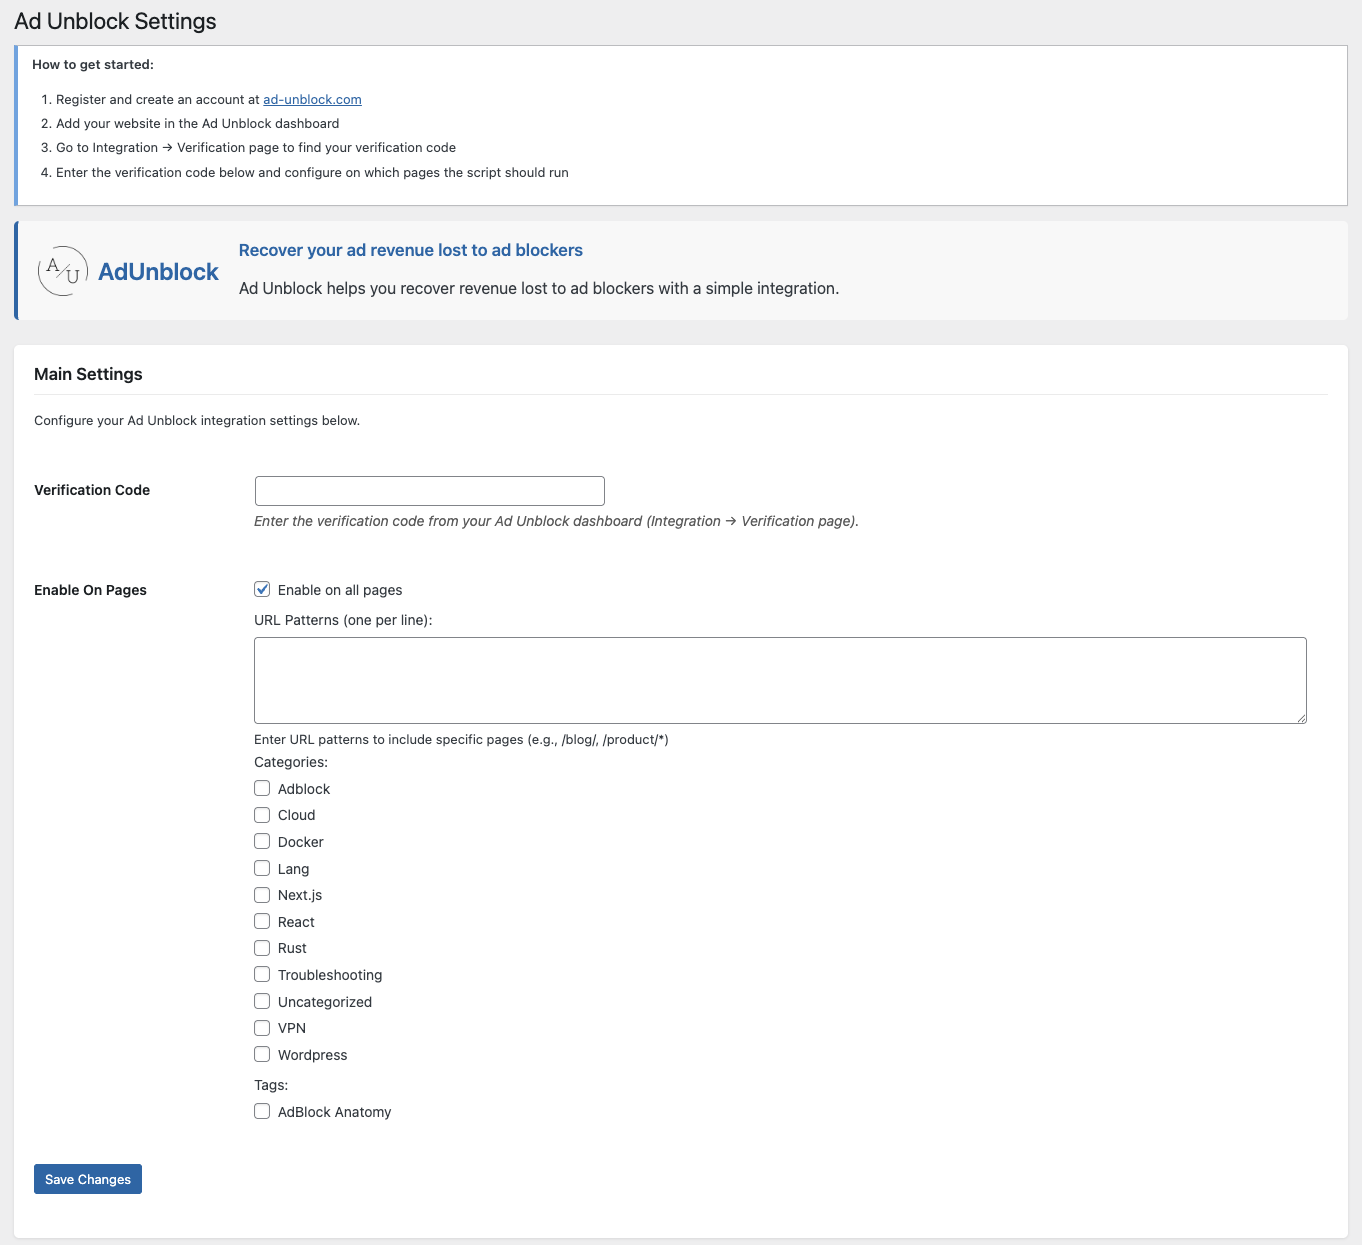 Ad Unblock Settings
How to get started:
1. Register and create an account at ad-unblock.com
2. Add your website in the Ad Unblock dashboard
3. Go to Integration → Verification page to find your verification code
4. Enter the verification code below and configure on which pages the script should run
A/U AdUnblock
Recover your ad revenue lost to ad blockers
Ad Unblock helps you recover revenue lost to ad blockers with a simple integration.
Main Settings
Configure your Ad Unblock integration settings below.
Verification Code
Enter the verification code from your Ad Unblock dashboard (Integration → Verification page).
Enable On Pages
Enable on all pages
URL Patterns (one per line):
Enter URL patterns to include specific pages (e.g., /blog/, /product/*)
Categories:
Adblock
Cloud
Docker
Lang
Next.js
React
Rust
Troubleshooting
Uncategorized
VPN
Wordpress
Tags:
AdBlock Anatomy
Save Changes